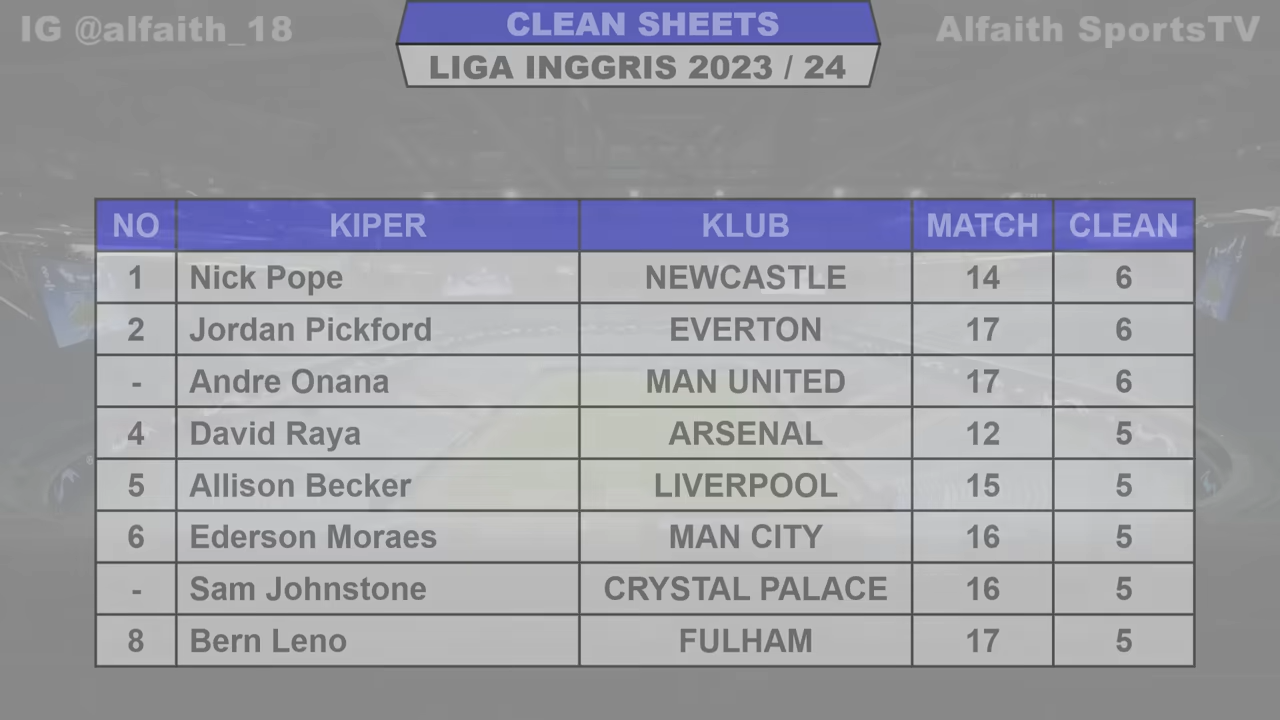 IG @alfaith_18
CLEAN SHEETS
Alfaith SportsTV
LIGA INGGRIS 2023 / 24
NO KIPER KLUB MATCH CLEAN
1 Nick Pope NEWCASTLE 14 6
2 Jordan Pickford EVERTON 17 6
- Andre Onana MAN UNITED 17 6
4 David Raya ARSENAL 12 5
5 Allison Becker LIVERPOOL 15 5
6 Ederson Moraes MAN CITY 16 5
- Sam Johnstone CRYSTAL PALACE 16 5
8 Bern Leno FULHAM 17 5